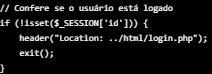 // Confere se o usuário está logado
if (!isset($_SESSION['id'])) {
    header("Location: ../html/login.php");
    exit();
}